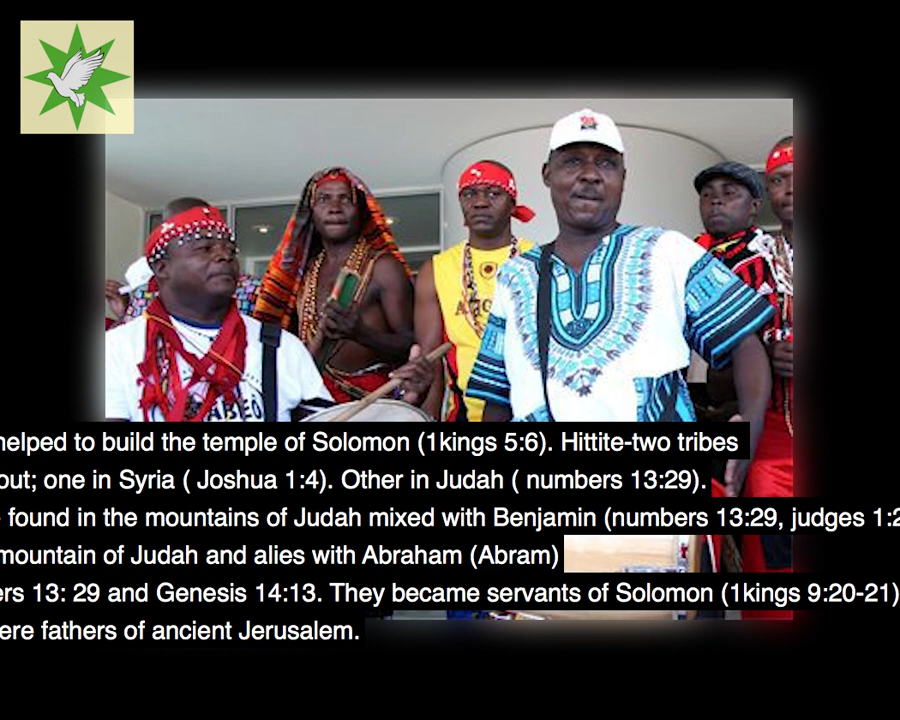 helped to build the temple of Solomon (1kings 5:6). Hittite-two tribes
out; one in Syria ( Joshua 1:4). Other in Judah ( numbers 13:29).
found in the mountains of Judah mixed with Benjamin (numbers 13:29, judges 1:2
mountain of Judah and alies with Abraham (Abram)
ers 13: 29 and Genesis 14:13. They became servants of Solomon (1kings 9:20-21)
ere fathers of ancient Jerusalem.